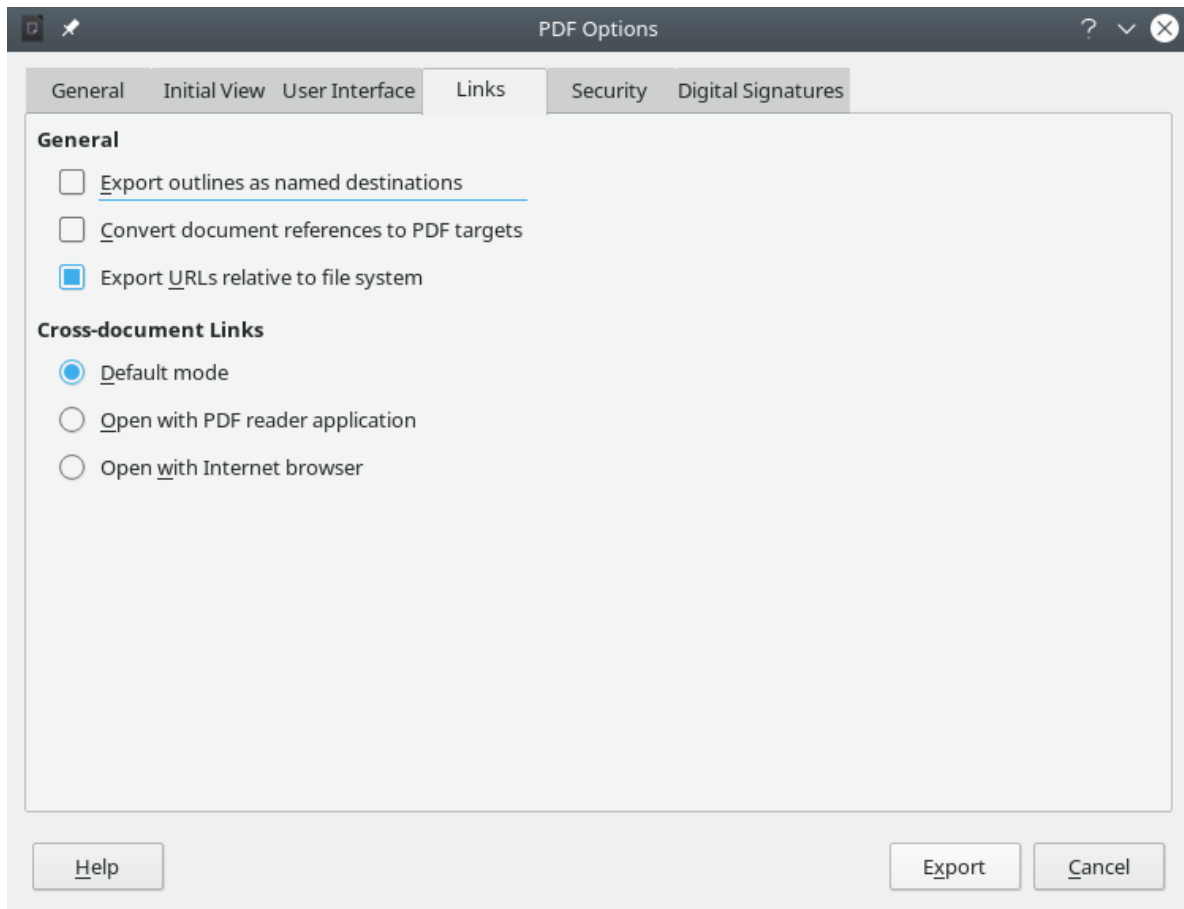 PDF Options
?
General Initial View User Interface Links Security Digital Signatures
General
Export outlines as named destinations
Convert document references to PDF targets
Export URLs relative to file system
Cross-document Links
Default mode
Open with PDF reader application
Open with Internet browser
Help Export Cancel